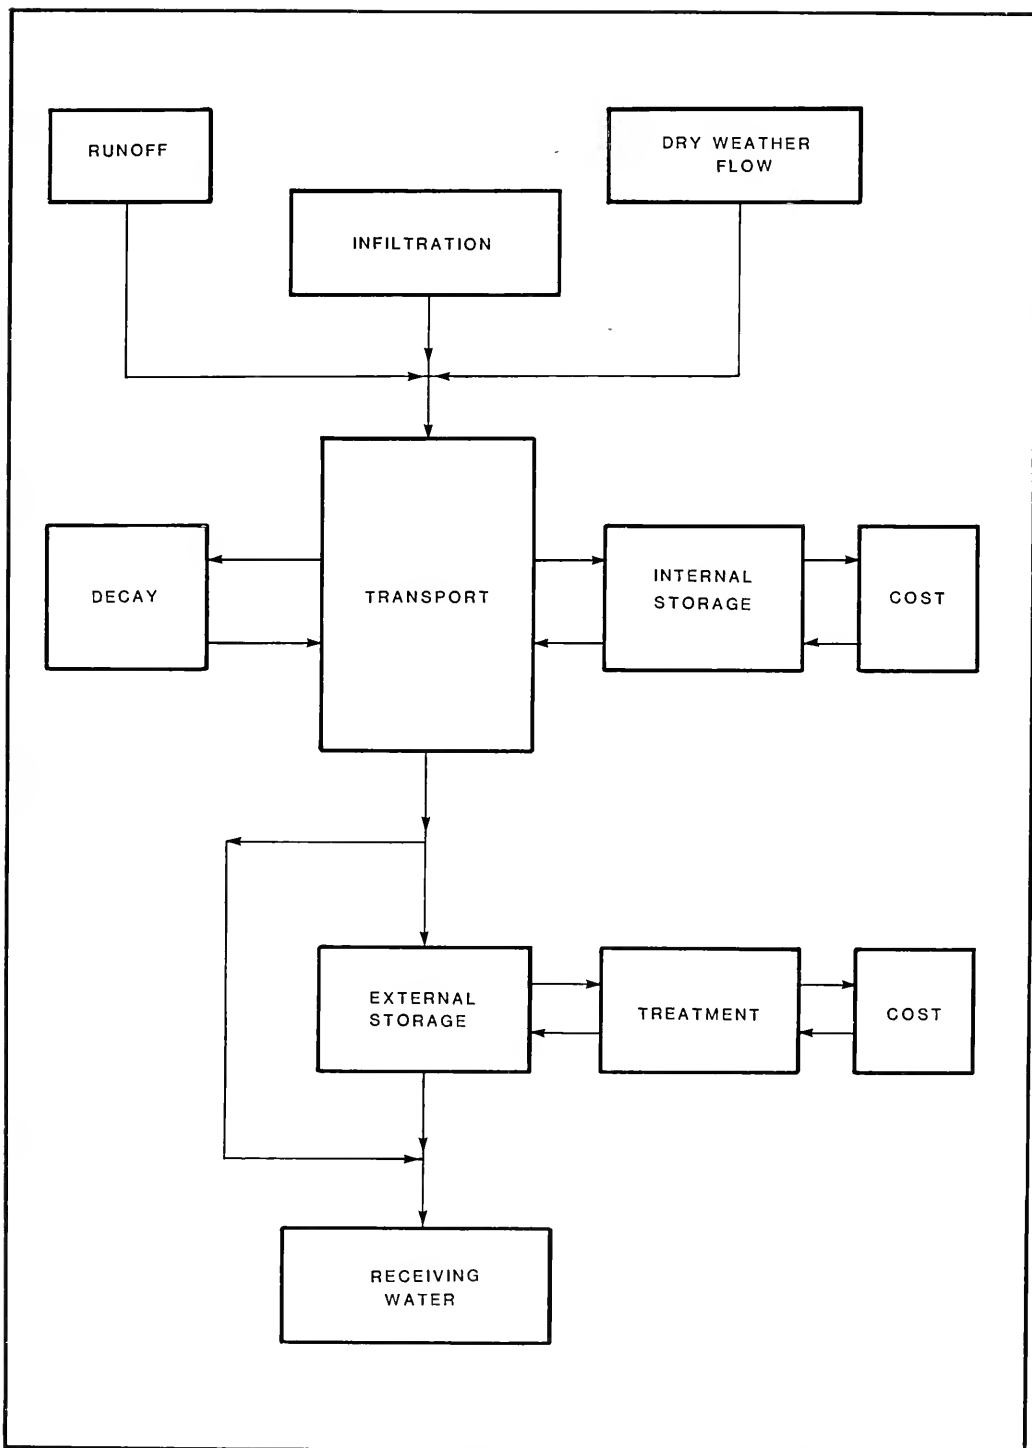 RUNOFF
DRY WEATHER
FLOW
INFILTRATION
DECAY
TRANSPORT
INTERNAL
STORAGE
COST
EXTERNAL
STORAGE
TREATMENT
COST
RECEIVING
WATER